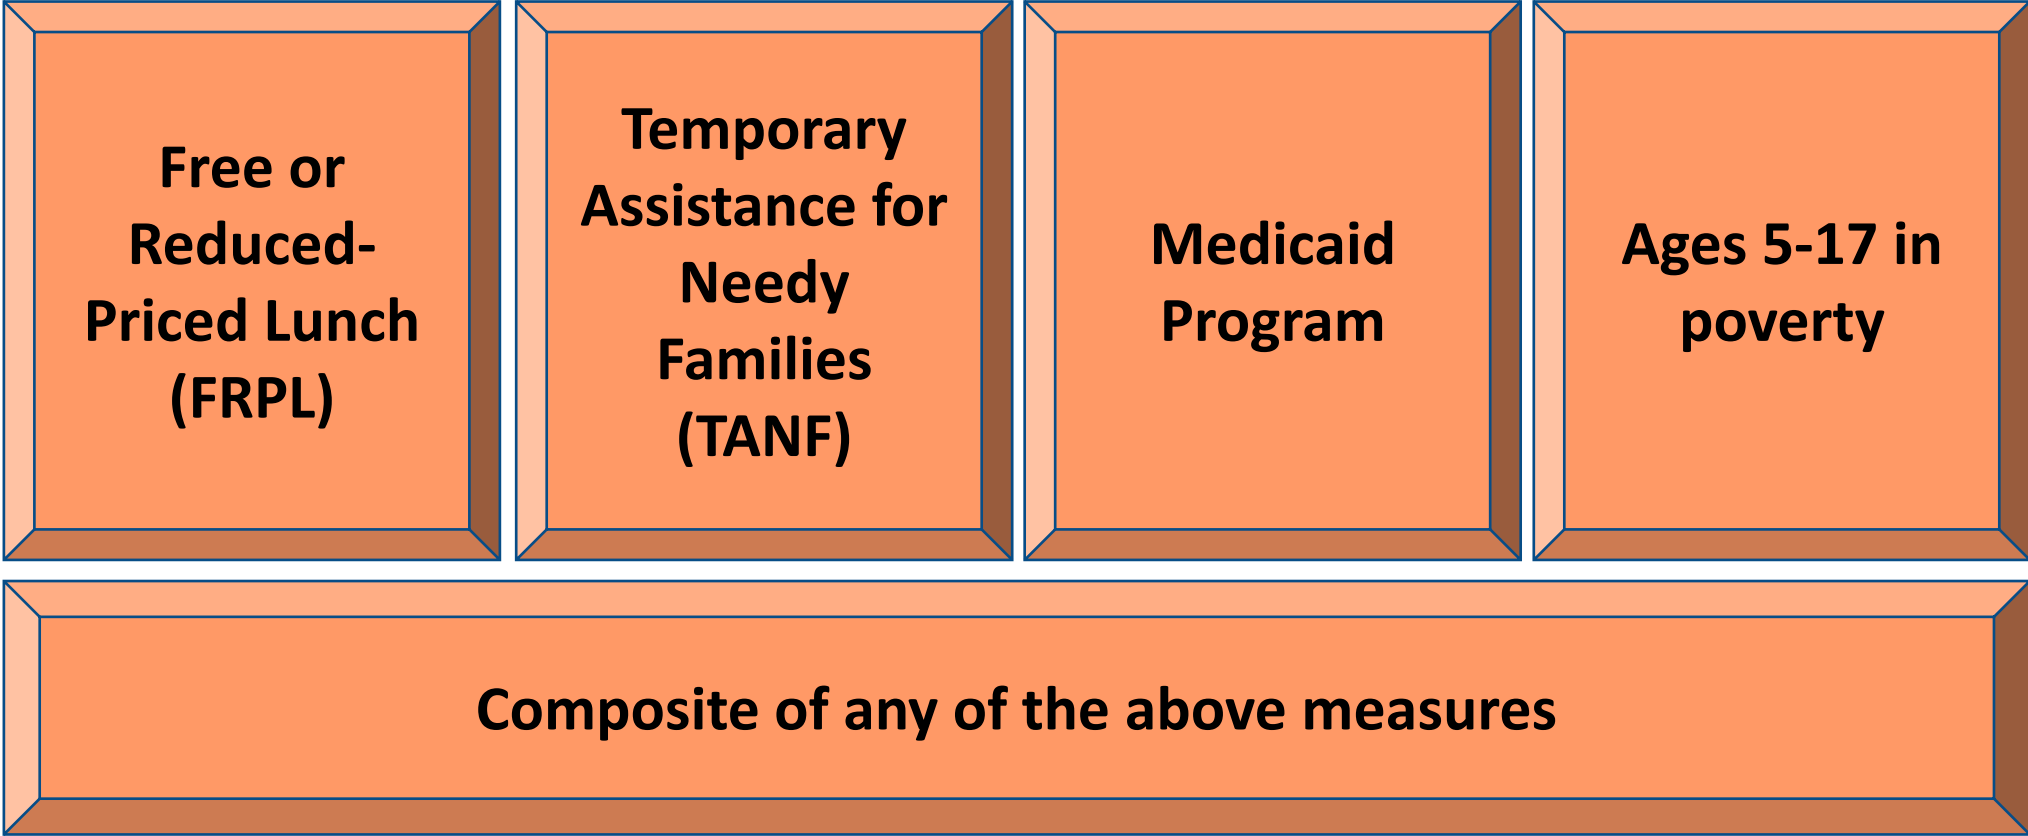 Free or
Reduced-
Priced Lunch
(FRPL)
Temporary
Assistance for
Needy
Families
(TANF)
Medicaid
Program
Ages 5-17 in
poverty
Composite of any of the above measures